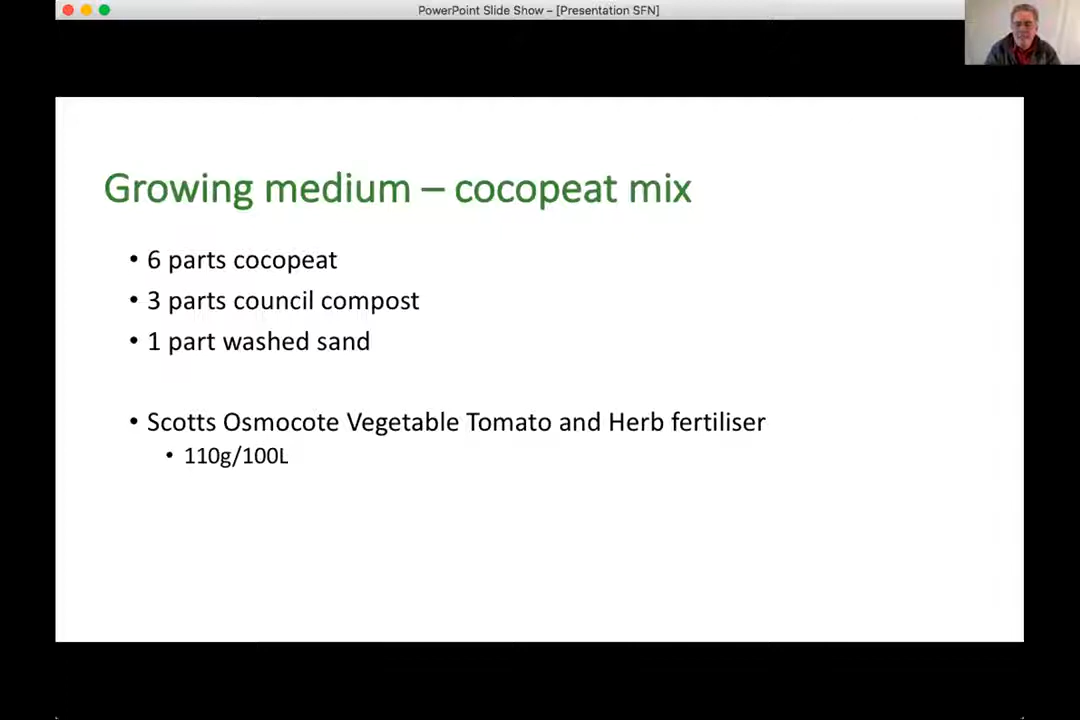 PowerPoint Slide Show – [Presentation SFN]
Growing medium – cocopeat mix
• 6 parts cocopeat
• 3 parts council compost
• 1 part washed sand
• Scotts Osmocote Vegetable Tomato and Herb fertiliser
• 110g/100L